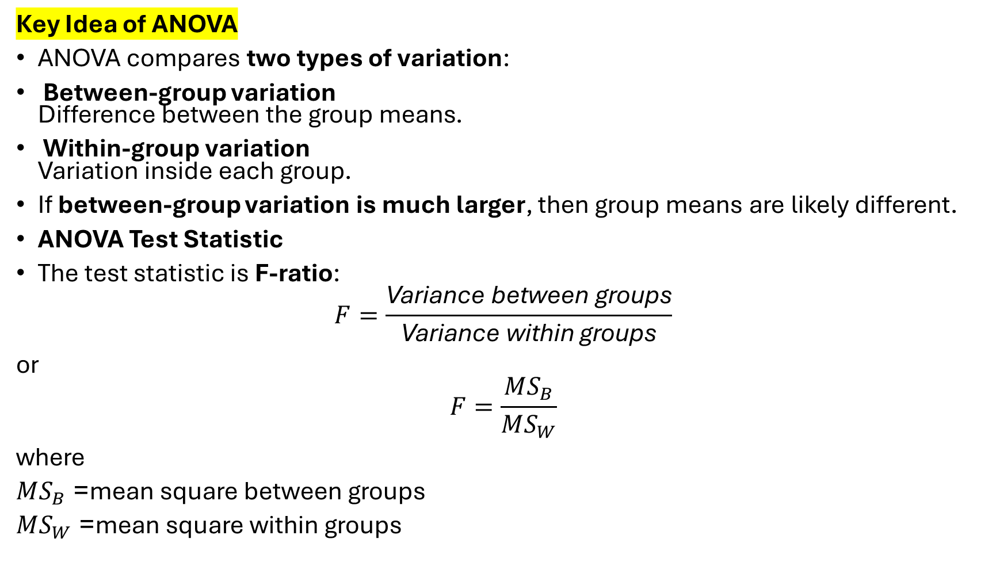 Key Idea of ANOVA
• ANOVA compares two types of variation:
• Between-group variation
Difference between the group means.
• Within-group variation
Variation inside each group.
• If between-group variation is much larger, then group means are likely different.
• ANOVA Test Statistic
• The test statistic is F-ratio:
F = Variance between groups / Variance within groups
or
F = MS_B / MS_W
where
MS_B =mean square between groups
MS_W =mean square within groups